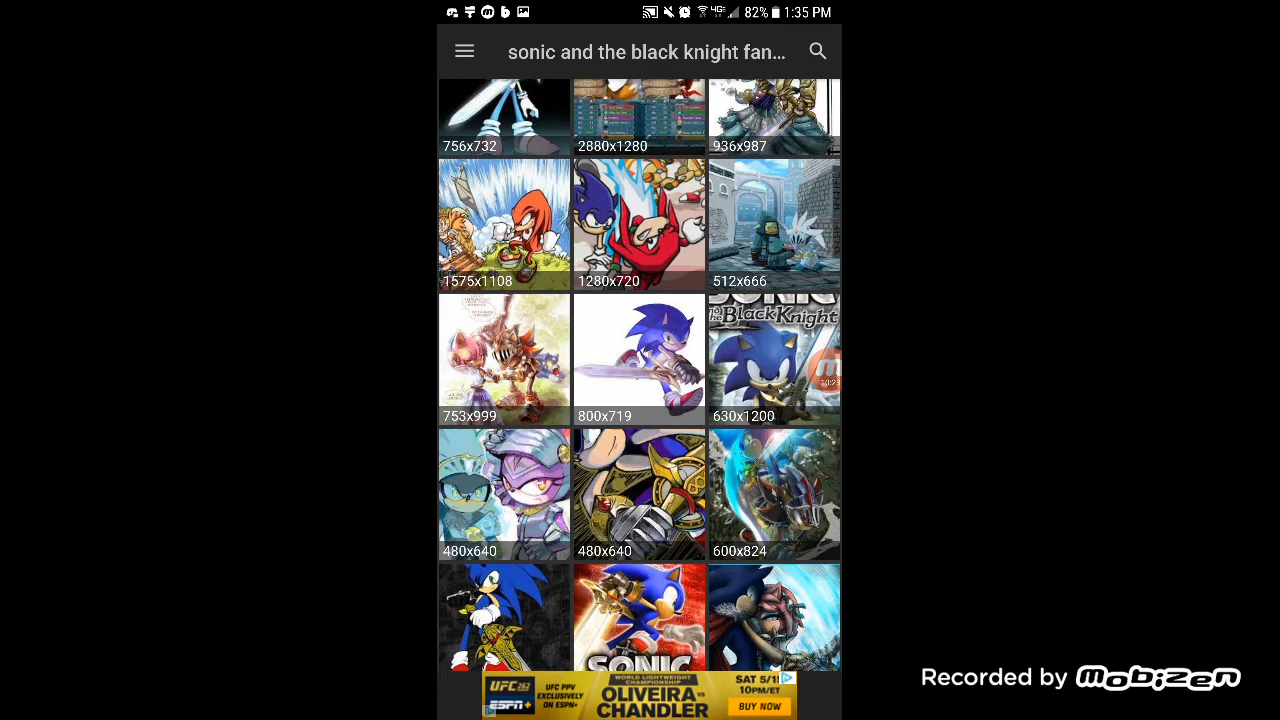 82% 1:35 PM
sonic and the black knight fan...
756x732
2880x1280
936x987
1575x1108
1280x720
512x666
SONIC
and the Black Knight
753x999
800x719
630x1200
480x640
480x640
600x824
SONIC
UFC 262
ESPN+
UFC PPV
EXCLUSIVELY
ON ESPN+
WORLD LIGHTWEIGHT
CHAMPIONSHIP
OLIVEIRA VS
CHANDLER
SAT 5/15
10PM/ET
BUY NOW
Recorded by MOBIZEN